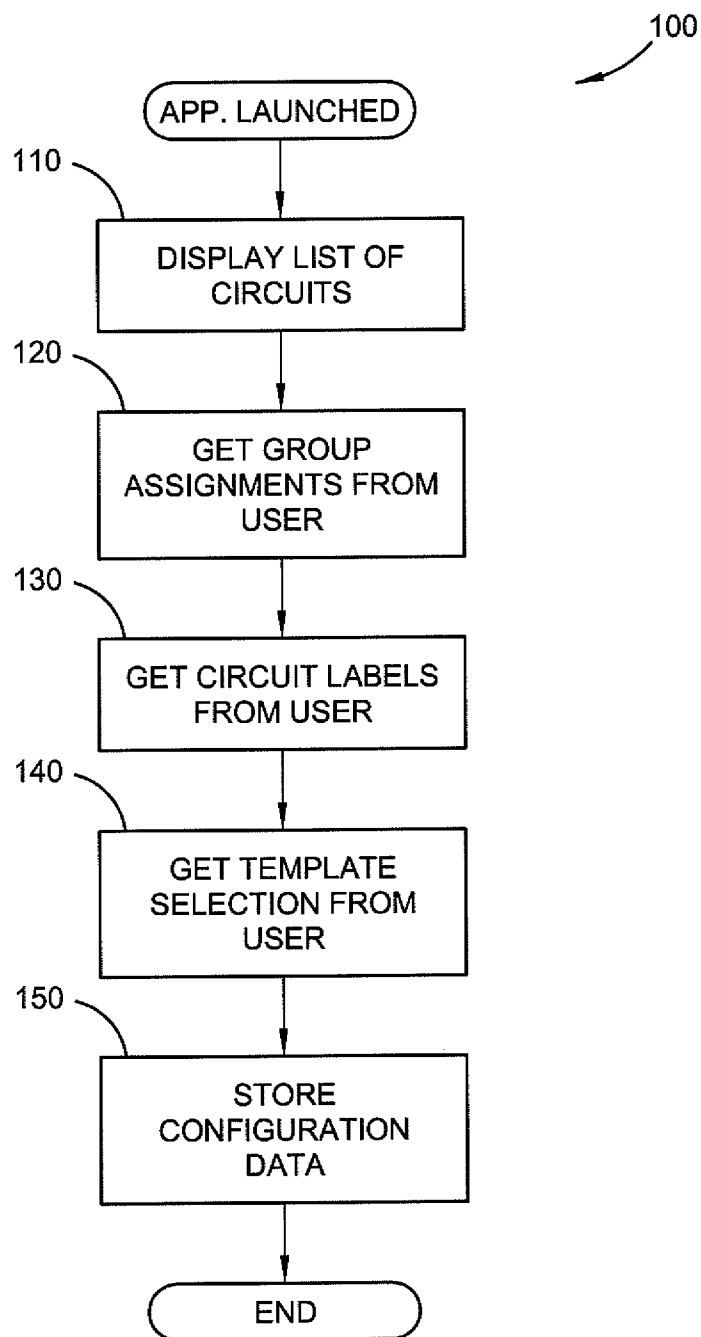 100
APP. LAUNCHED
110
DISPLAY LIST OF
CIRCUITS
120
GET GROUP
ASSIGNMENTS FROM
USER
130
GET CIRCUIT LABELS
FROM USER
140
GET TEMPLATE
SELECTION FROM
USER
150
STORE
CONFIGURATION
DATA
END